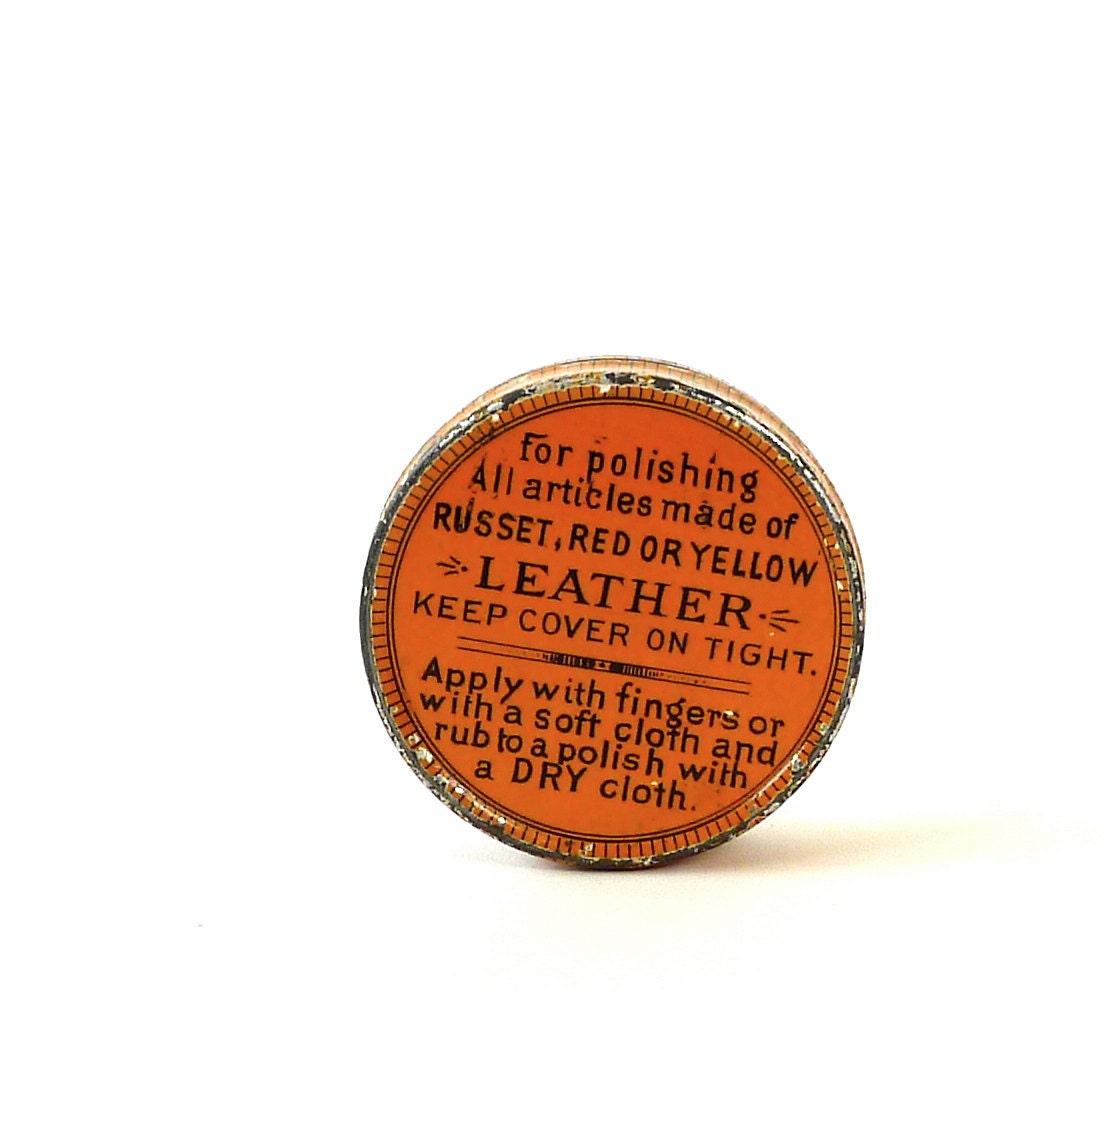 For polishing
All articles made of
RUSSET, RED OR YELLOW
LEATHER
KEEP COVER ON TIGHT.
Apply with fingers or
with a soft cloth and
rub to a polish with
a DRY cloth.